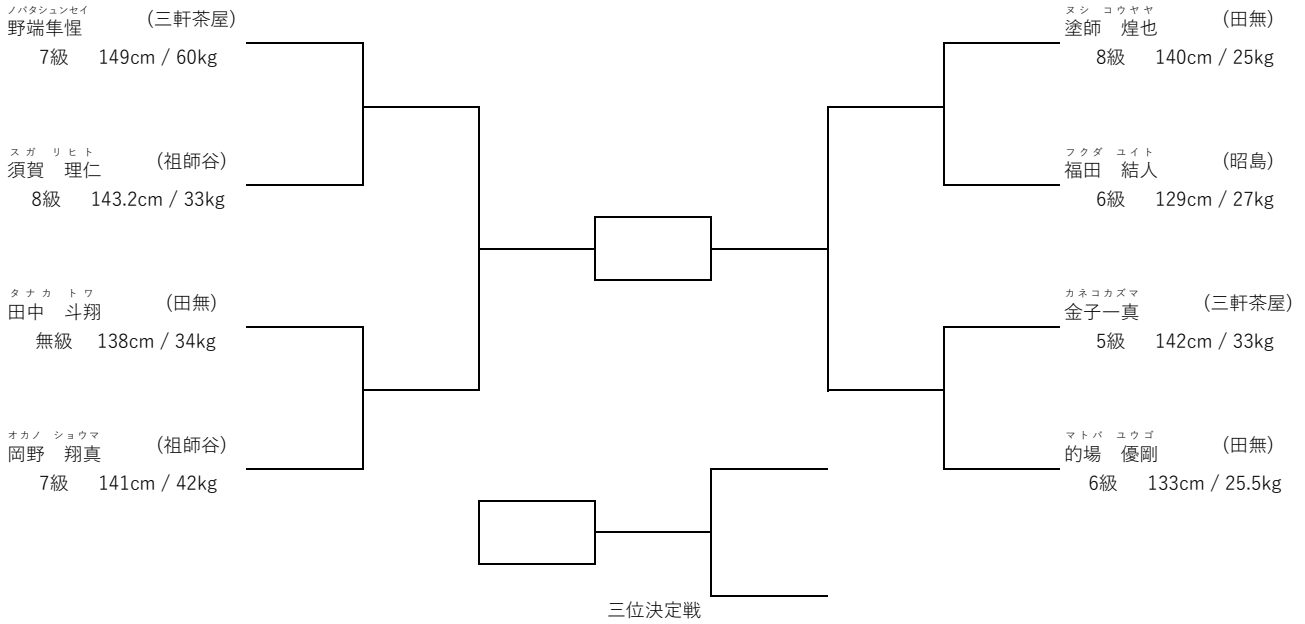 ノバタシュンセイ
野端隼惺 (三軒茶屋)
7級 149cm / 60kg
スガ リヒト
須賀 理仁 (祖師谷)
8級 143.2cm / 33kg
タナカ トワ
田中 斗翔 (田無)
無級 138cm / 34kg
オカノ ショウマ
岡野 翔真 (祖師谷)
7級 141cm / 42kg
ヌシ コウヤヤ
塗師 煌也 (田無)
8級 140cm / 25kg
フクダ ユイト
福田 結人 (昭島)
6級 129cm / 27kg
カネコカズマ
金子一真 (三軒茶屋)
5級 142cm / 33kg
マトバ ユウゴ
的場 優剛 (田無)
6級 133cm / 25.5kg
三位決定戦